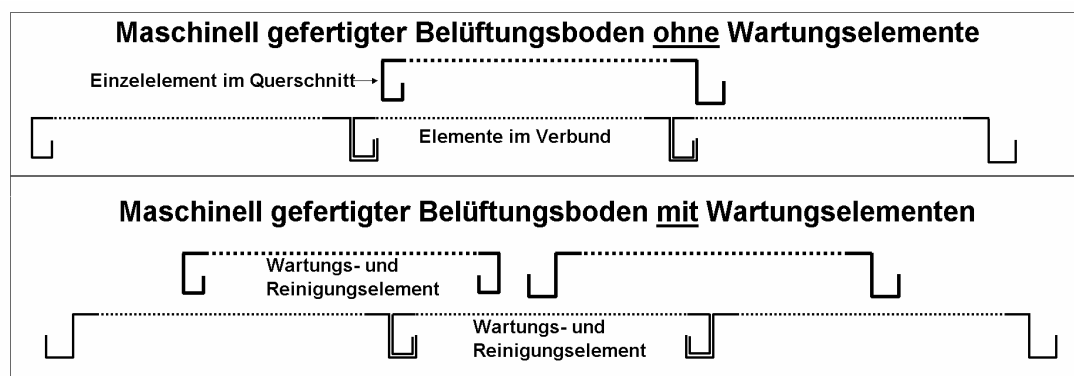 Maschinell gefertigter Belüftungsboden ohne Wartungselemente
Einzelelement im Querschnitt
Elemente im Verbund
Maschinell gefertigter Belüftungsboden mit Wartungselementen
Wartungs- und
Reinigungselement
Wartungs- und
Reinigungselement